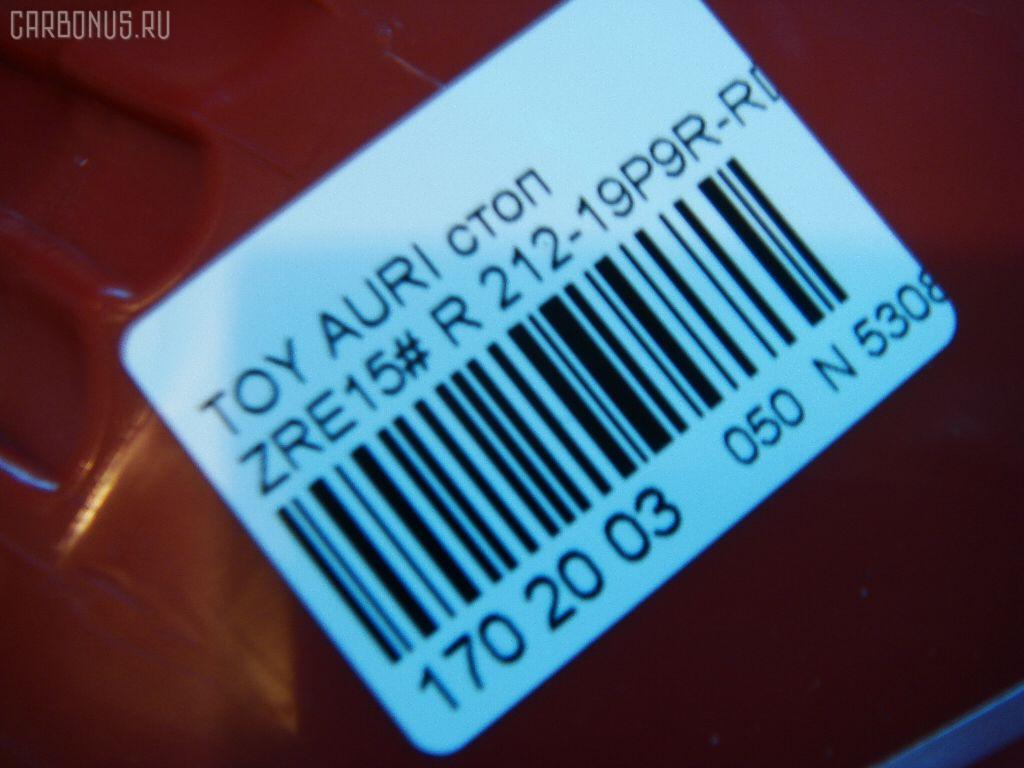 CARBONUS.RU
TOY AURI стоп
ZRE15# R 212-19P9R-RD
170 20 03
050 N 5308